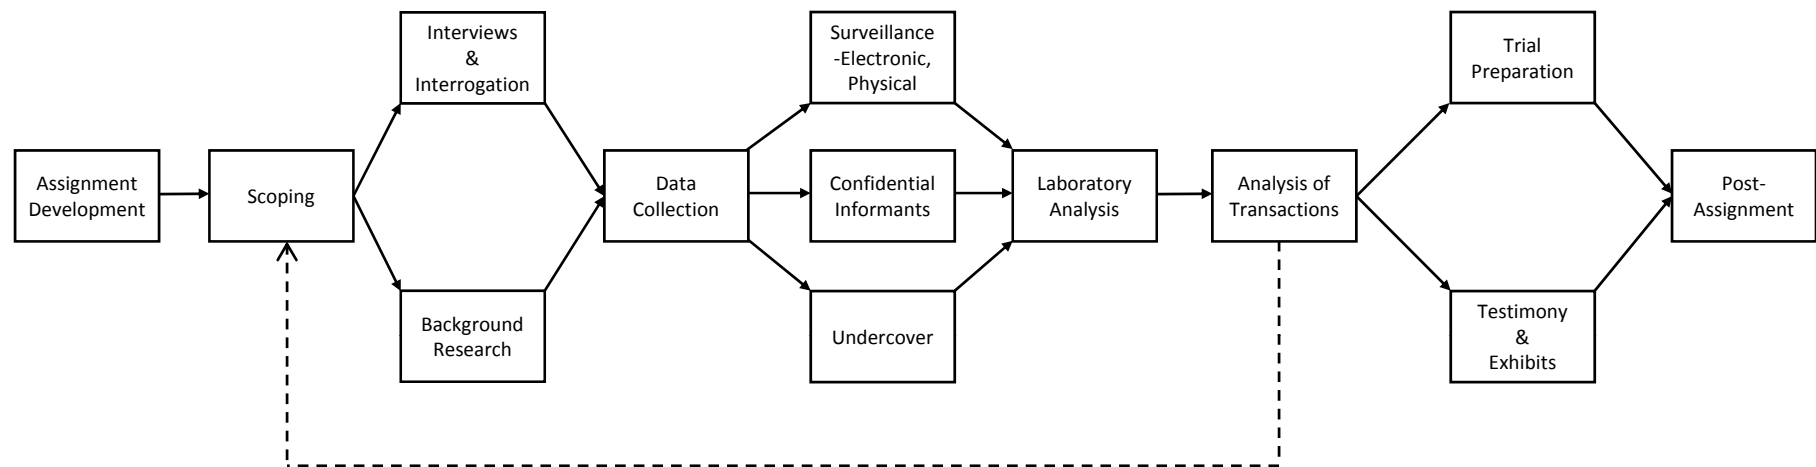 Assignment
Development
Scoping
Interviews
&
Interrogation
Background
Research
Data
Collection
Surveillance
-Electronic,
Physical
Confidential
Informants
Undercover
Laboratory
Analysis
Analysis of
Transactions
Trial
Preparation
Testimony
&
Exhibits
Post-
Assignment